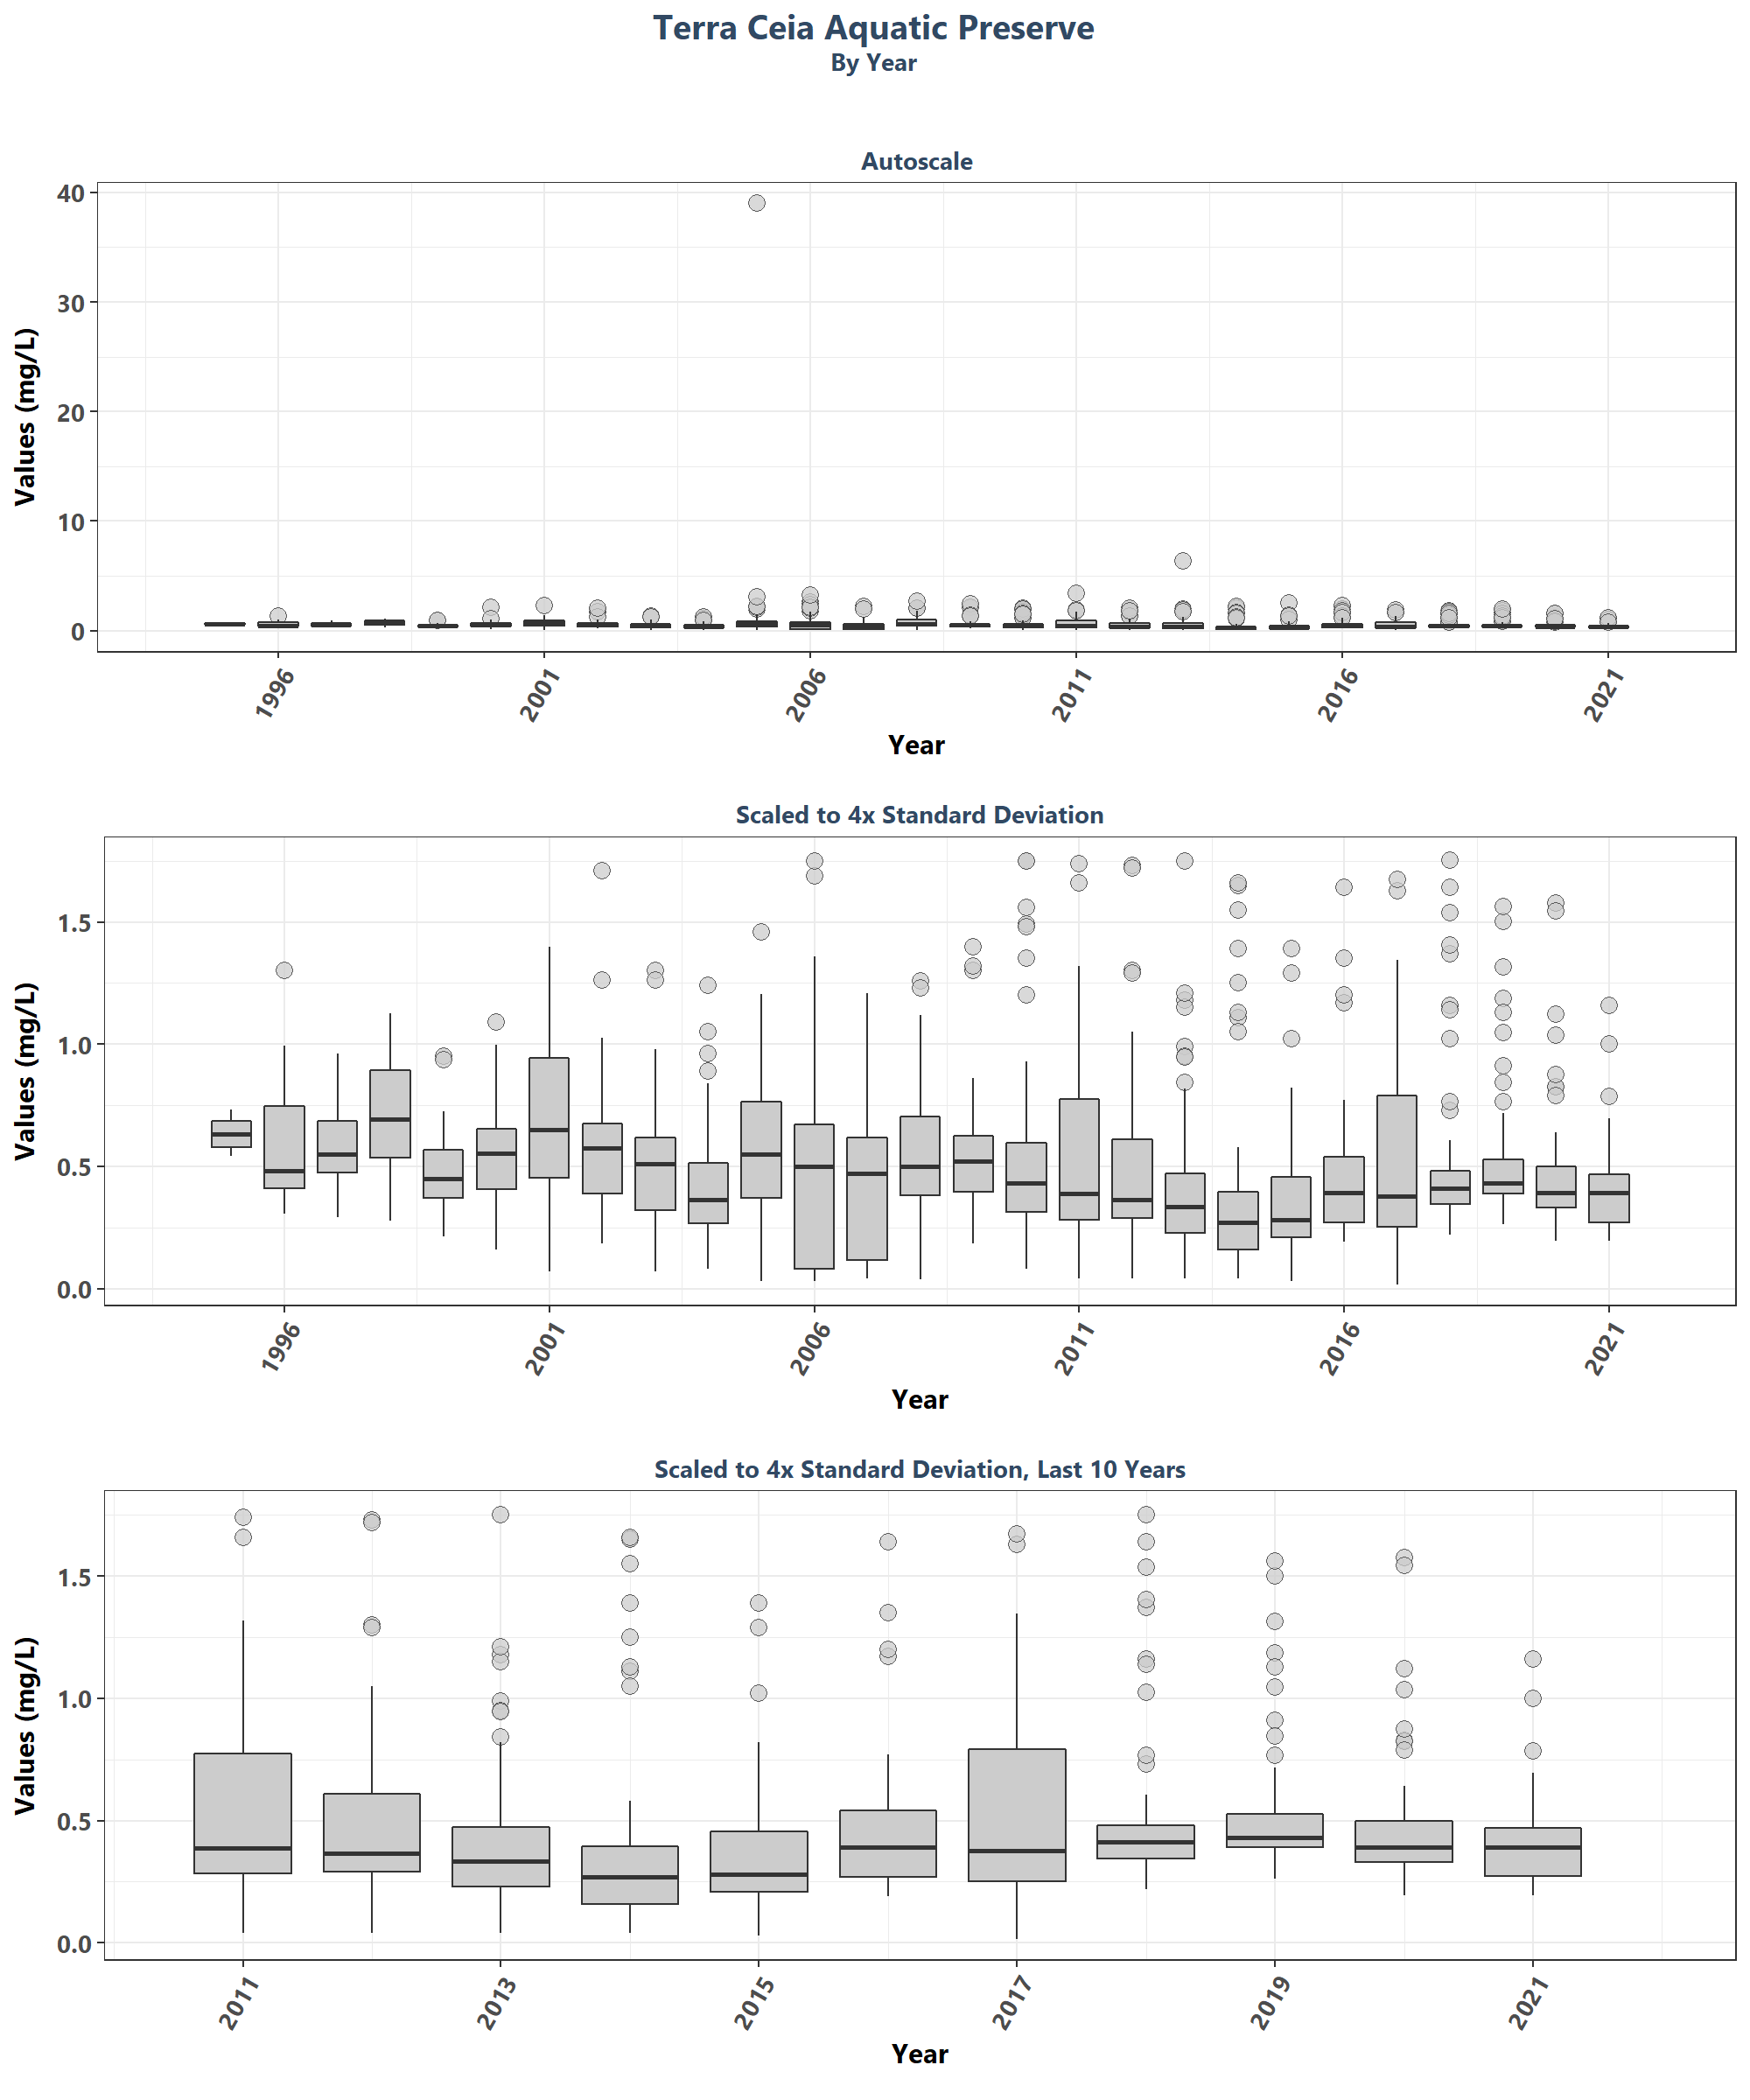 Terra Ceia Aquatic Preserve
By Year
Autoscale
40
30
20
10
0
Values (mg/L)
1996
2001
2006
2011
2016
2021
Year
Scaled to 4x Standard Deviation
1.5
1.0
0.5
0.0
Values (mg/L)
1996
2001
2006
2011
2016
2021
Year
Scaled to 4x Standard Deviation, Last 10 Years
1.5
1.0
0.5
0.0
Values (mg/L)
2011
2013
2015
2017
2019
2021
Year